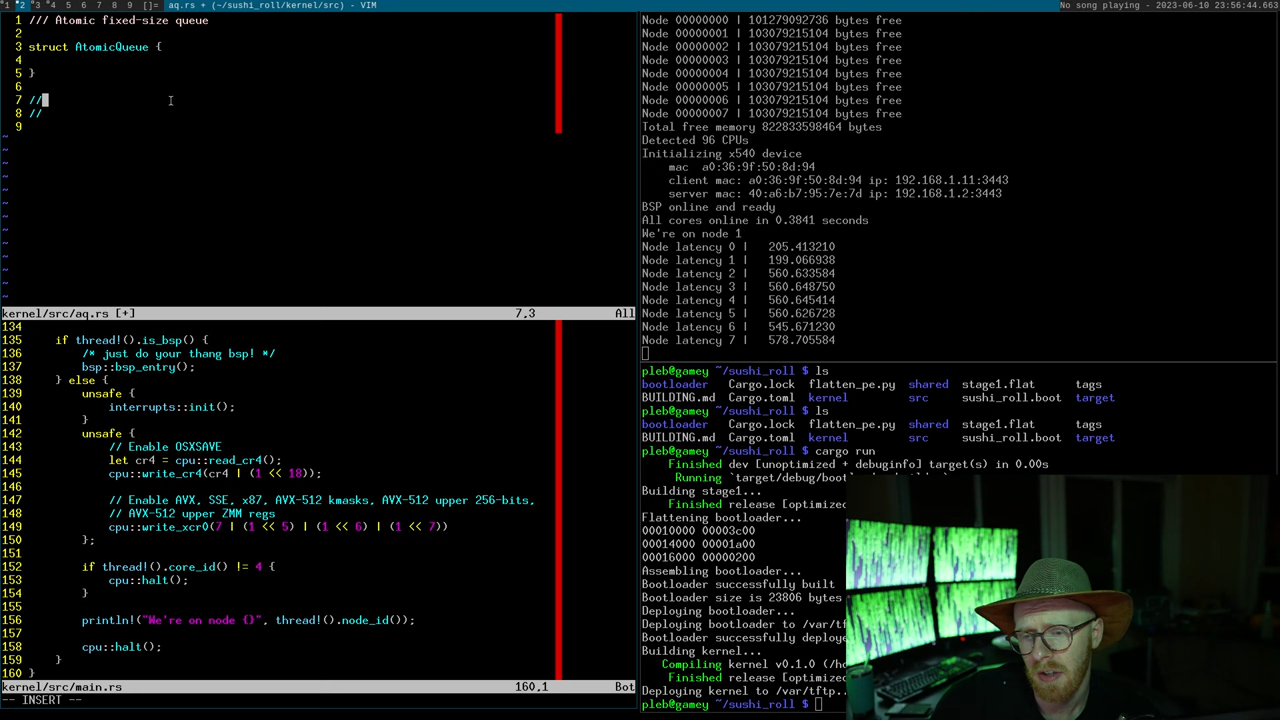 1 2 3 4 5 6 7 8 9 []= aq.rs + (~/sushi_roll/kernel/src) - VIM
No song playing - 2023-06-10 23:56:44.663
1 /// Atomic fixed-size queue
2
3 struct AtomicQueue {
4
5 }
6
7 //
8 //
9
~
~
~
~
~
~
~
~
~
~
~
~
~
kernel/src/aq.rs [+] 7,3 All
134
135 if thread!().is_bsp() {
136 /* just do your thang bsp! */
137 bsp::bsp_entry();
138 } else {
139 unsafe {
140 interrupts::init();
141 }
142 unsafe {
143 // Enable OSXSAVE
144 let cr4 = cpu::read_cr4();
145 cpu::write_cr4(cr4 | (1 << 18));
146
147 // Enable AVX, SSE, x87, AVX-512 kmasks, AVX-512 upper 256-bits,
148 // AVX-512 upper ZMM regs
149 cpu::write_xcr0(7 | (1 << 5) | (1 << 6) | (1 << 7))
150 };
151
152 if thread!().core_id() != 4 {
153 cpu::halt();
154 }
155
156 println!("We're on node {}", thread!().node_id());
157
158 cpu::halt();
159 }
160 }
kernel/src/main.rs 160,1 Bot
-- INSERT --
Node 00000000 | 101279092736 bytes free
Node 00000001 | 103079215104 bytes free
Node 00000002 | 103079215104 bytes free
Node 00000003 | 103079215104 bytes free
Node 00000004 | 103079215104 bytes free
Node 00000005 | 103079215104 bytes free
Node 00000006 | 103079215104 bytes free
Node 00000007 | 103079215104 bytes free
Total free memory 822833598464 bytes
Detected 96 CPUs
Initializing x540 device
mac a0:36:9f:50:8d:94
client mac: a0:36:9f:50:8d:94 ip: 192.168.1.11:3443
server mac: 40:a6:b7:95:7e:7d ip: 192.168.1.2:3443
BSP online and ready
All cores online in 0.3841 seconds
We're on node 1
Node latency 0 | 205.413210
Node latency 1 | 199.066938
Node latency 2 | 560.633584
Node latency 3 | 560.648750
Node latency 4 | 560.645414
Node latency 5 | 560.626728
Node latency 6 | 545.671230
Node latency 7 | 578.705584
pleb@gamey ~/sushi_roll $ ls
bootloader Cargo.lock flatten_pe.py shared stage1.flat tags
BUILDING.md Cargo.toml kernel src sushi_roll.boot target
pleb@gamey ~/sushi_roll $ ls
bootloader Cargo.lock flatten_pe.py shared stage1.flat tags
BUILDING.md Cargo.toml kernel src sushi_roll.boot target
pleb@gamey ~/sushi_roll $ cargo run
Finished dev [unoptimized + debuginfo] target(s) in 0.00s
Running `target/debug/boo
Building stage1...
Finished release [optimize
Flattening bootloader...
00010000 00003c00
00014000 00001a00
00016000 00000200
Assembling bootloader...
Bootloader successfully built
Bootloader size is 23806 bytes
Deploying bootloader...
Deploying bootloader to /var/t
Bootloader successfully deploye
Building kernel...
Compiling kernel v0.1.0 (/h
Finished release [optimize
Deploying kernel to /var/tftp..
pleb@gamey ~/sushi_roll $